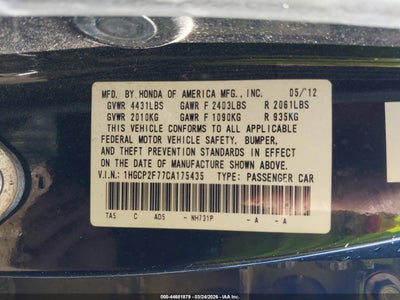 MFD. BY HONDA OF AMERICA MFG., INC. 05/12
GVWR 4431LBS GAWR F 2403LBS R 2061LBS
GVWR 2010KG GAWR F 1090KG R 935KG
THIS VEHICLE CONFORMS TO ALL APPLICABLE
FEDERAL MOTOR VEHICLE SAFETY, BUMPER,
AND THEFT PREVENTION STANDARDS IN EFFECT
ON THE DATE OF MANUFACTURE SHOWN ABOVE.
V.I.N.: 1HGCP2F77CA175435 TYPE: PASSENGER CAR
TA5 C AD5 - NH731P - A - A
000-44681879 - 03/24/2026 - IAAI.COM